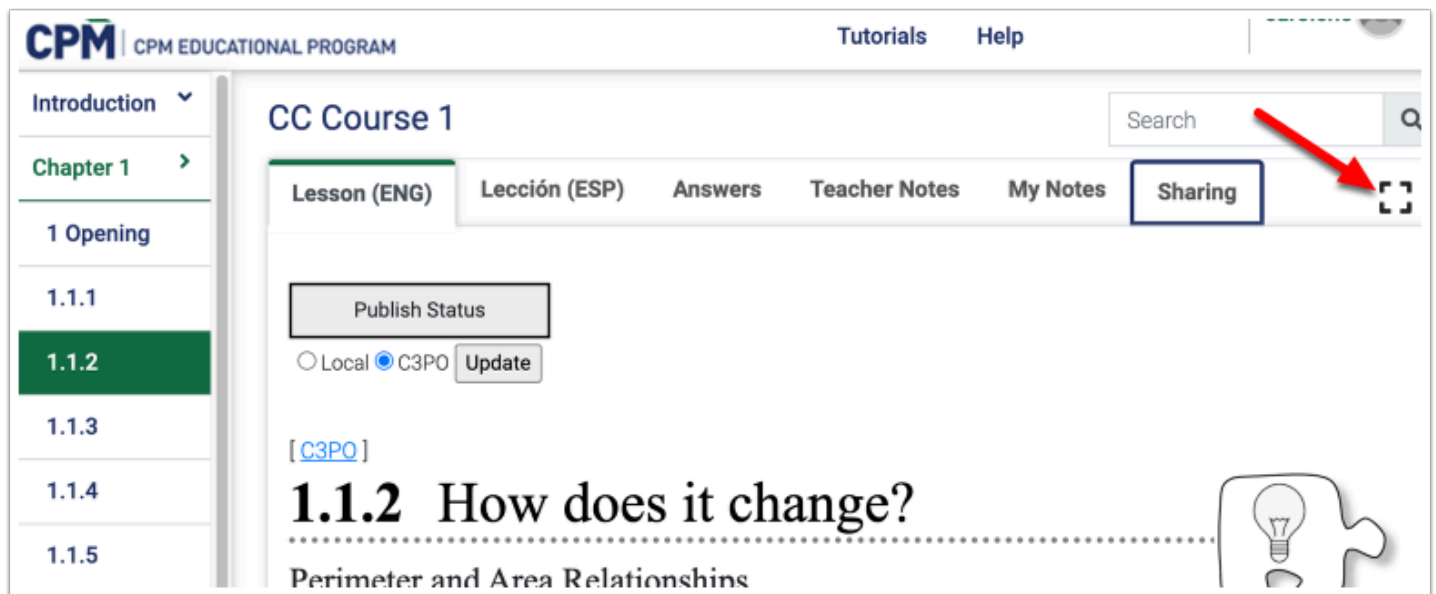 CPM CPM EDUCATIONAL PROGRAM
Tutorials Help
Introduction
CC Course 1
Search
Chapter 1
Lesson (ENG) Lección (ESP) Answers Teacher Notes My Notes Sharing
1 Opening
1.1.1
Publish Status
1.1.2
Local C3PO Update
1.1.3
[ C3PO ]
1.1.4
1.1.2 How does it change?
1.1.5
Perimeter and Area Relationships